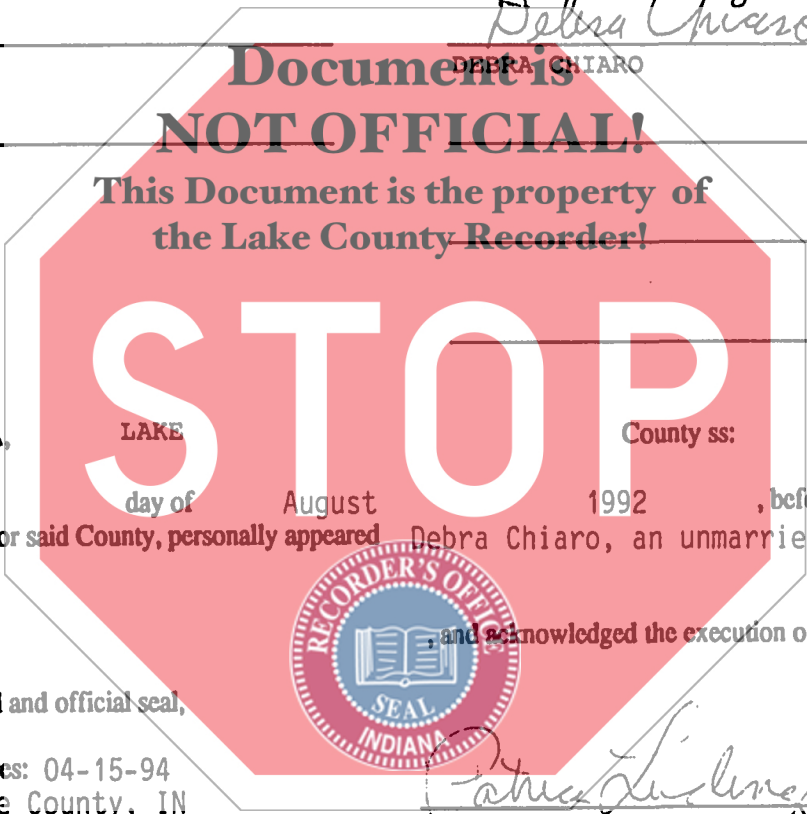 Debra Chiaro
Document is
DEBRA CHIARO
NOT OFFICIAL!
This Document is the property of
the Lake County Recorder!
STOP
LAKE County ss:
day of August 1992 , bef
or said County, personally appeared Debra Chiaro, an unmarrie
RECORDER'S OFFICE
, and acknowledged the execution o
SEAL
INDIANA
and official seal,
es: 04-15-94
e County, IN